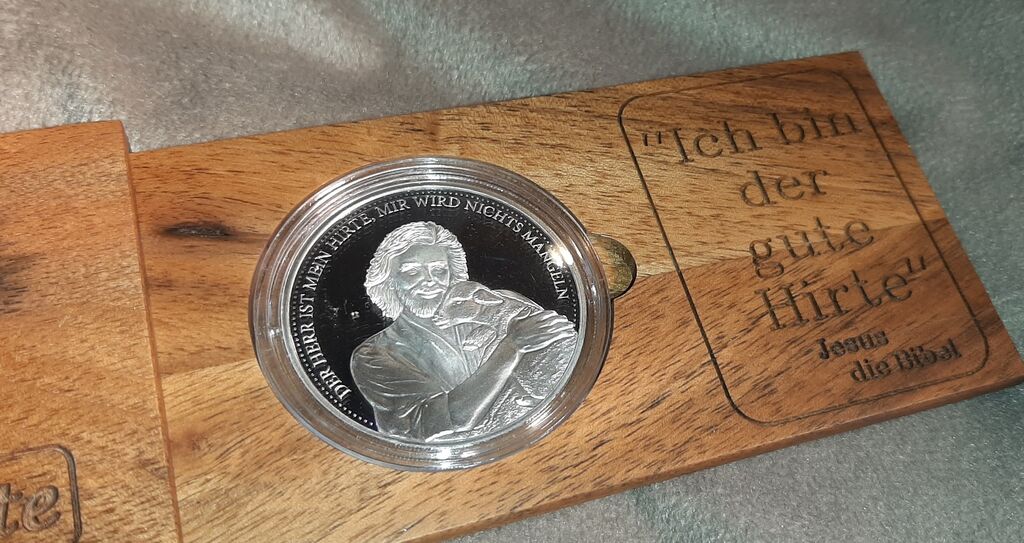 DER HERR IST MEIN HIRTE, MIR WIRD NICHTS MANGELN
"Ich bin
der
gute
Hirte"
Jesus
die Bibel
te